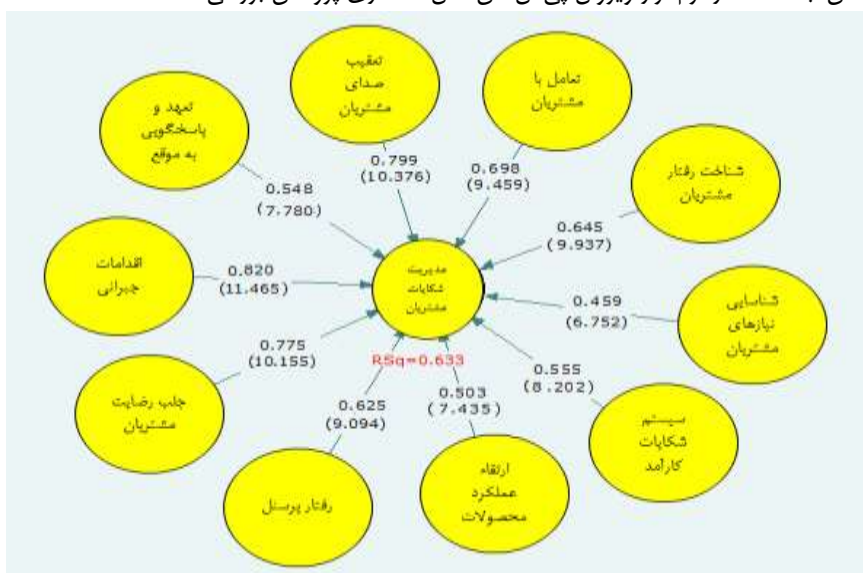 تعقیب
صدای
مشتریان
تعامل با
مشتریان
شناخت رفتار
مشتریان
شناسایی
نیازهای
مشتریان
سیستم
شکایات
کارآمد
ارتقاء
عملکرد
محصولات
رفتار پرسنل
جلب رضایت
مشتریان
اقدامات
جبرانی
تعهد و
پاسخگویی
به موقع
مدیریت
شکایات
مشتریان
RSq=0.633
0.799
(10.376)
0.698
(9.459)
0.645
(9.937)
0.459
(6.752)
0.555
(8.202)
0.503
(7.435)
0.625
(9.094)
0.775
(10.155)
0.820
(11.465)
0.548
(7.780)